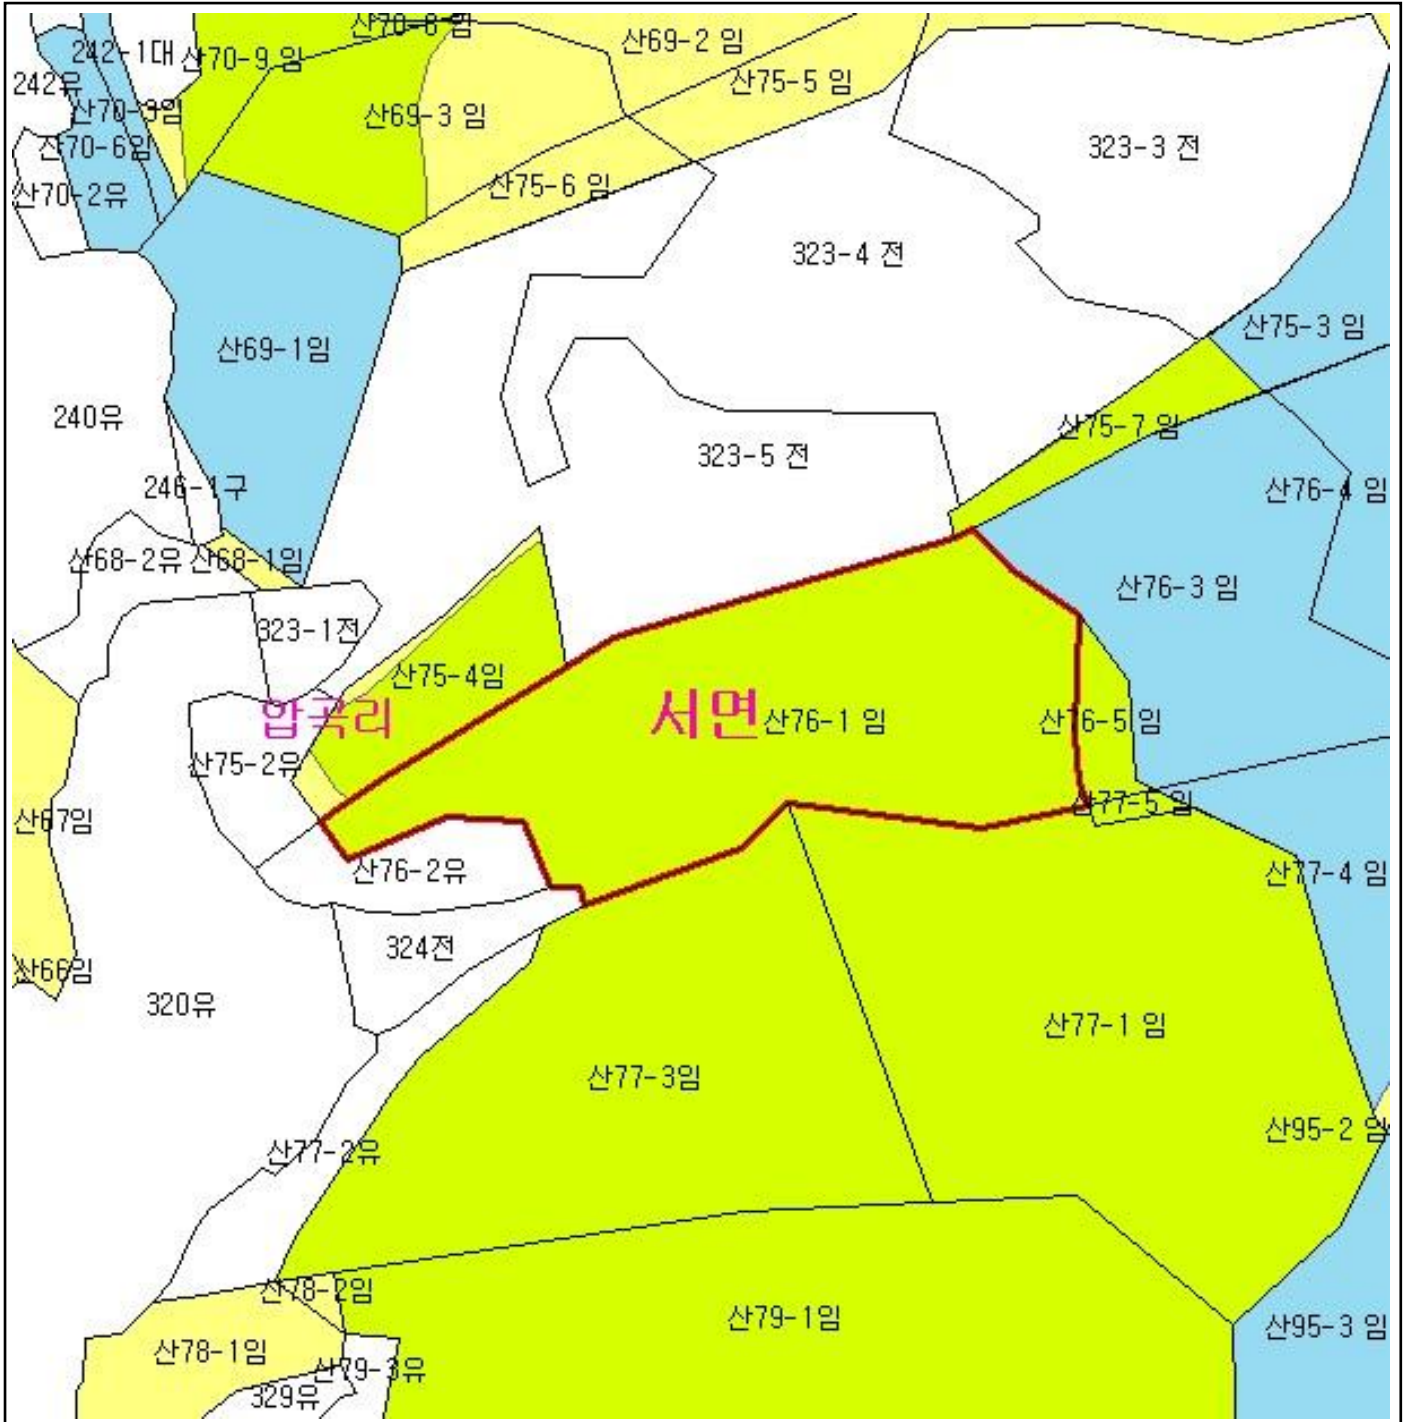 산70-8 임
242-1대
산70-9 임
산69-2 임
242유
산75-5 임
산70-3임
산69-3 임
산70-6임
323-3 전
산70-2유
산75-6 임
323-4 전
산75-3 임
산69-1임
240유
산75-7 임
323-5 전
246-1구
산76-4 임
산68-2유
산68-1임
산76-3 임
323-1전
산75-4임
합곡리
서면
산76-1 임
산76-5 임
산75-2유
산77-5 임
산67임
산76-2유
산77-4 임
324전
산66임
320유
산77-1 임
산77-3임
산95-2 임
산77-2유
산78-2임
산79-1임
산95-3 임
산78-1임
산79-3유
329유